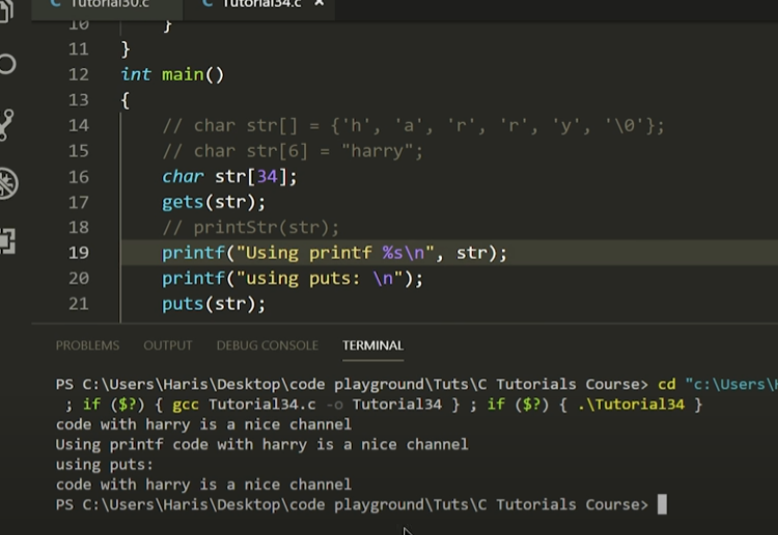 C Tutorial30.c C Tutorial34.c ×
10 }
11 }
12 int main()
13 {
14 // char str[] = {'h', 'a', 'r', 'r', 'y', '\0'};
15 // char str[6] = "harry";
16 char str[34];
17 gets(str);
18 // printStr(str);
19 printf("Using printf %s\n", str);
20 printf("using puts: \n");
21 puts(str);
PROBLEMS OUTPUT DEBUG CONSOLE TERMINAL
PS C:\Users\Haris\Desktop\code playground\Tuts\C Tutorials Course> cd "c:\Users\
; if ($?) { gcc Tutorial34.c -o Tutorial34 } ; if ($?) { .\Tutorial34 }
code with harry is a nice channel
Using printf code with harry is a nice channel
using puts:
code with harry is a nice channel
PS C:\Users\Haris\Desktop\code playground\Tuts\C Tutorials Course>